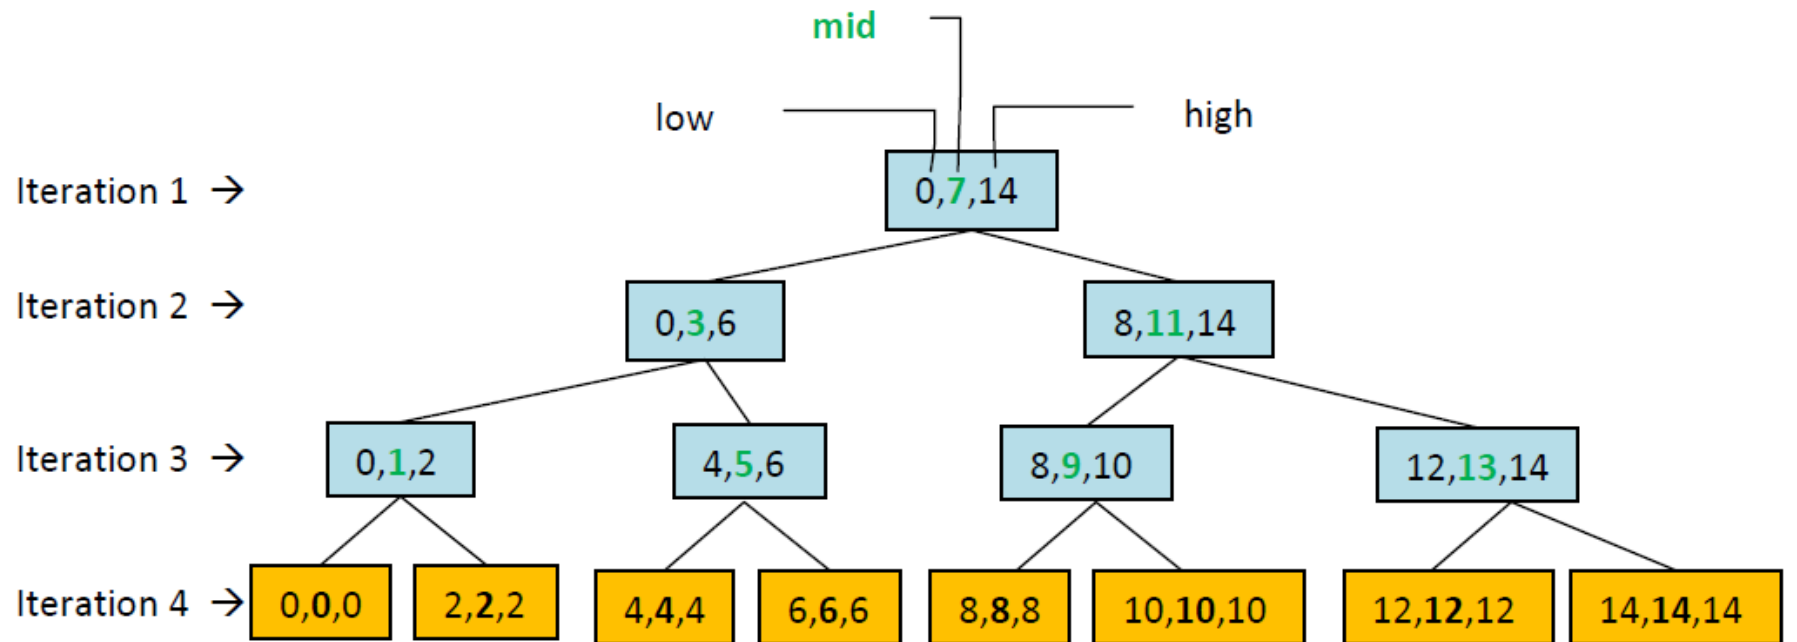 mid
low high
Iteration 1 → 0,7,14
Iteration 2 → 0,3,6 8,11,14
Iteration 3 → 0,1,2 4,5,6 8,9,10 12,13,14
Iteration 4 → 0,0,0 2,2,2 4,4,4 6,6,6 8,8,8 10,10,10 12,12,12 14,14,14